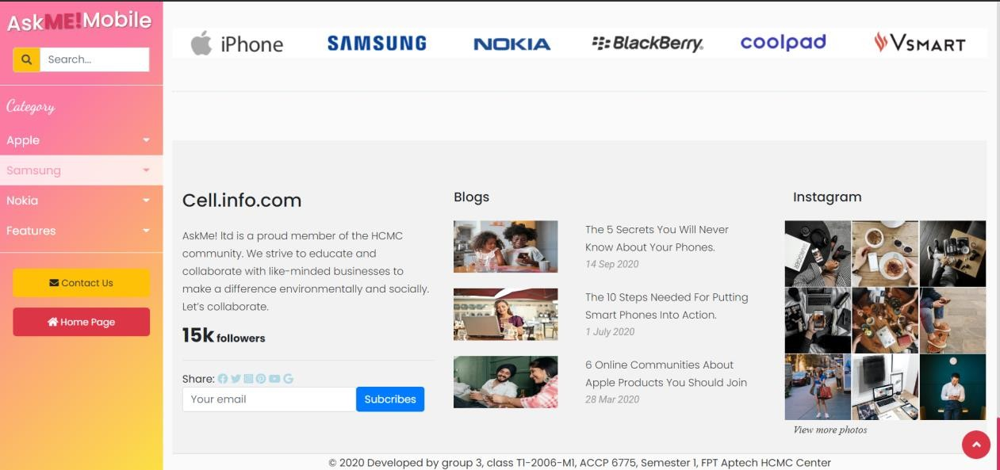 AskME!Mobile
Search...
Category
Apple
Samsung
Nokia
Features
Contact Us
Home Page
iPhone
SAMSUNG
NOKIA
BlackBerry®
coolpad
VSMART
Cell.info.com
AskMe! ltd is a proud member of the HCMC
community. We strive to educate and
collaborate with like-minded businesses to
make a difference environmentally and socially.
Let's collaborate.
15k followers
Share:
Your email
Subcribes
Blogs
The 5 Secrets You Will Never
Know About Your Phones.
14 Sep 2020
The 10 Steps Needed For Putting
Smart Phones Into Action.
1 July 2020
6 Online Communities About
Apple Products You Should Join
28 Mar 2020
Instagram
View more photos
© 2020 Developed by group 3, class T1-2006-M1, ACCP 6775, Semester 1, FPT Aptech HCMC Center